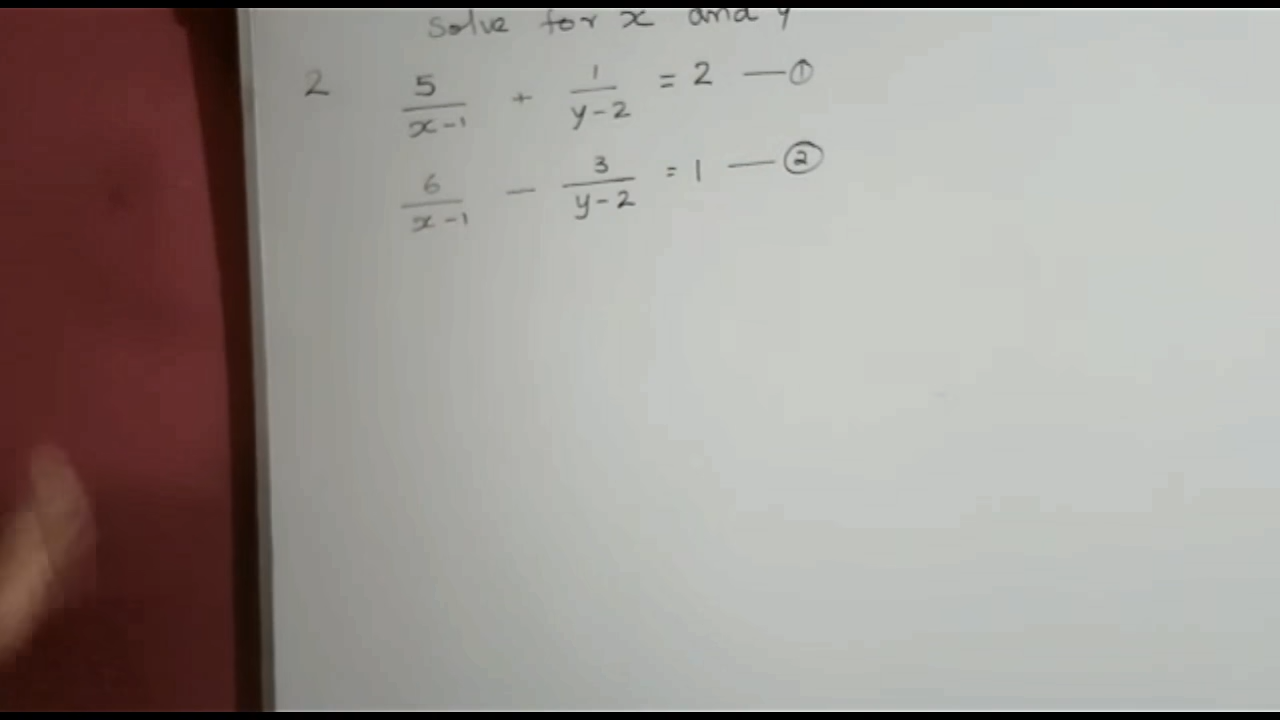 Solve for x and y
2 5/(x-1) + 1/(y-2) = 2 — ①
6/(x-1) - 3/(y-2) = 1 — ②